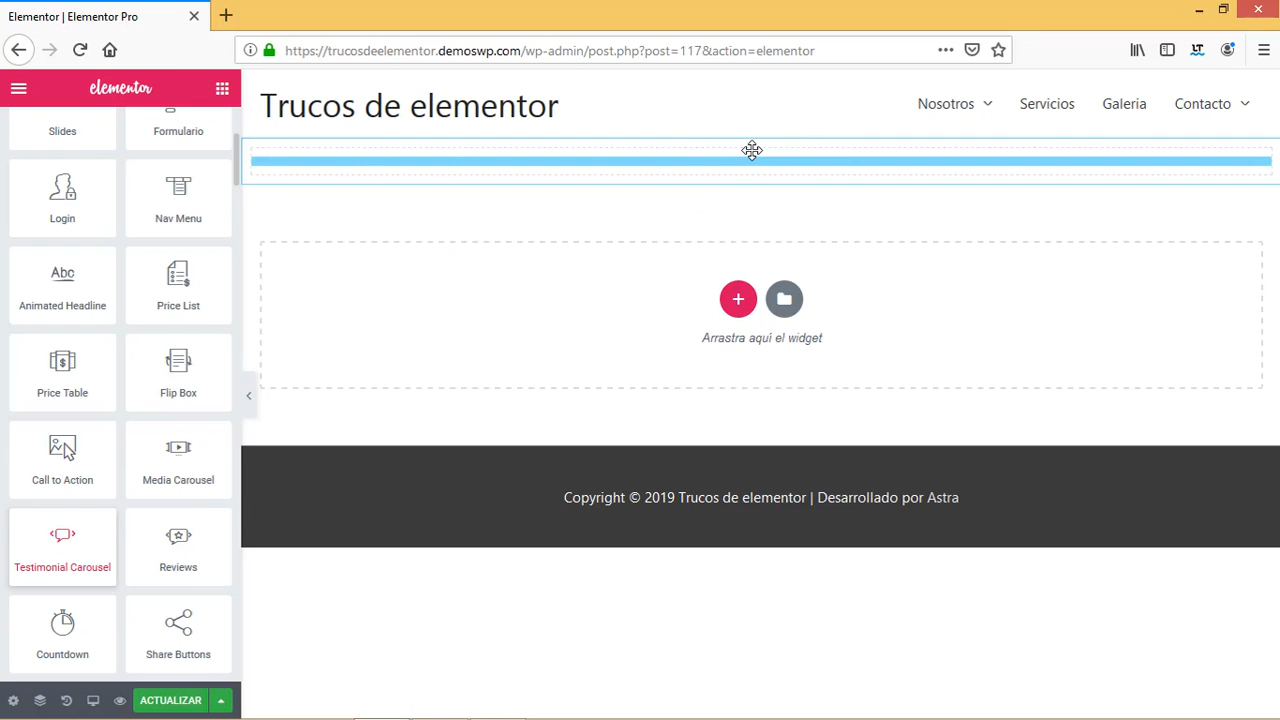 Elementor | Elementor Pro
https://trucosdeelementor.demoswp.com/wp-admin/post.php?post=117&action=elementor
elementor
Trucos de elementor
Nosotros
Servicios
Galeria
Contacto
Slides
Formulario
Login
Nav Menu
Abc
Animated Headline
Price List
Price Table
Flip Box
Call to Action
Media Carousel
Testimonial Carousel
Reviews
Countdown
Share Buttons
Arrastra aquí el widget
Copyright © 2019 Trucos de elementor | Desarrollado por Astra
ACTUALIZAR